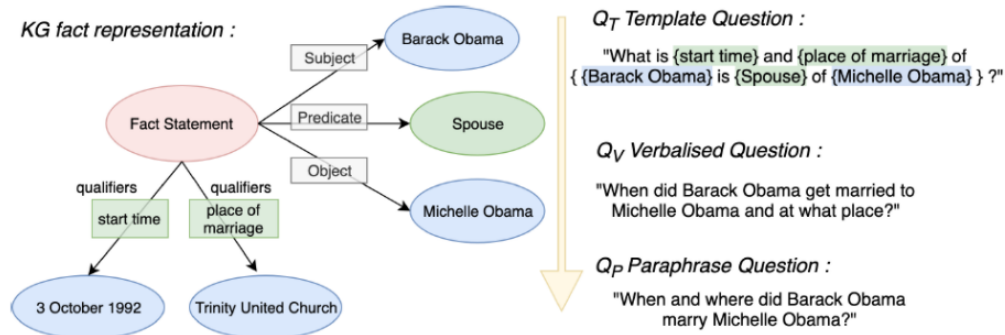 KG fact representation :
Barack Obama
Subject
Fact Statement
Predicate
Spouse
Object
Michelle Obama
qualifiers
qualifiers
start time
place of
marriage
3 October 1992
Trinity United Church
Q_T Template Question :
"What is {start time} and {place of marriage} of
{ {Barack Obama} is {Spouse} of {Michelle Obama} } ?"
Q_V Verbalised Question :
"When did Barack Obama get married to
Michelle Obama and at what place?"
Q_P Paraphrase Question :
"When and where did Barack Obama
marry Michelle Obama?"